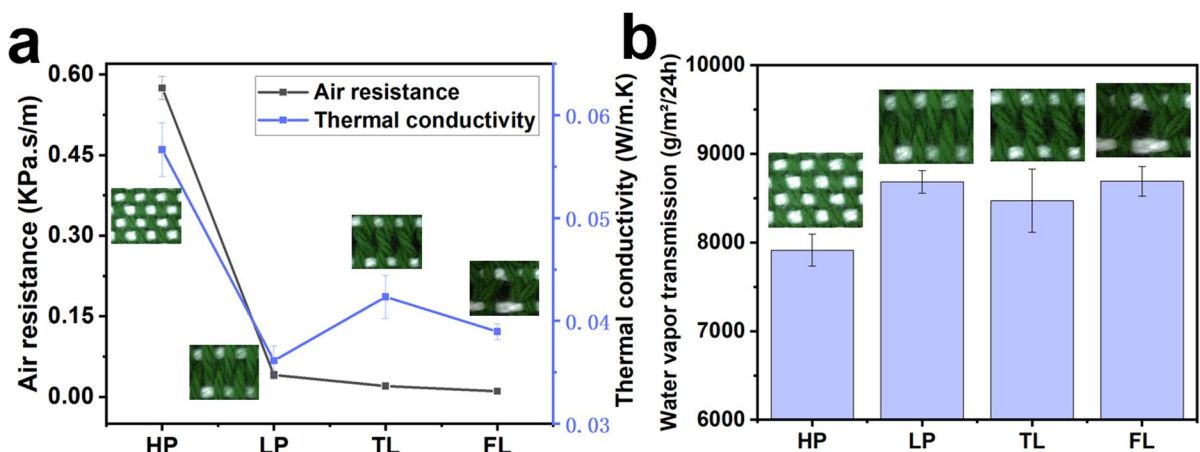 a
Air resistance (KPa.s/m)
0.60
0.45
0.30
0.15
0.00
Air resistance
Thermal conductivity
0.06
0.05
0.04
0.03
Thermal conductivity (W/m.K)
HP LP TL FL
b
Water vapor transmission (g/m²/24h)
10000
9000
8000
7000
6000
HP LP TL FL